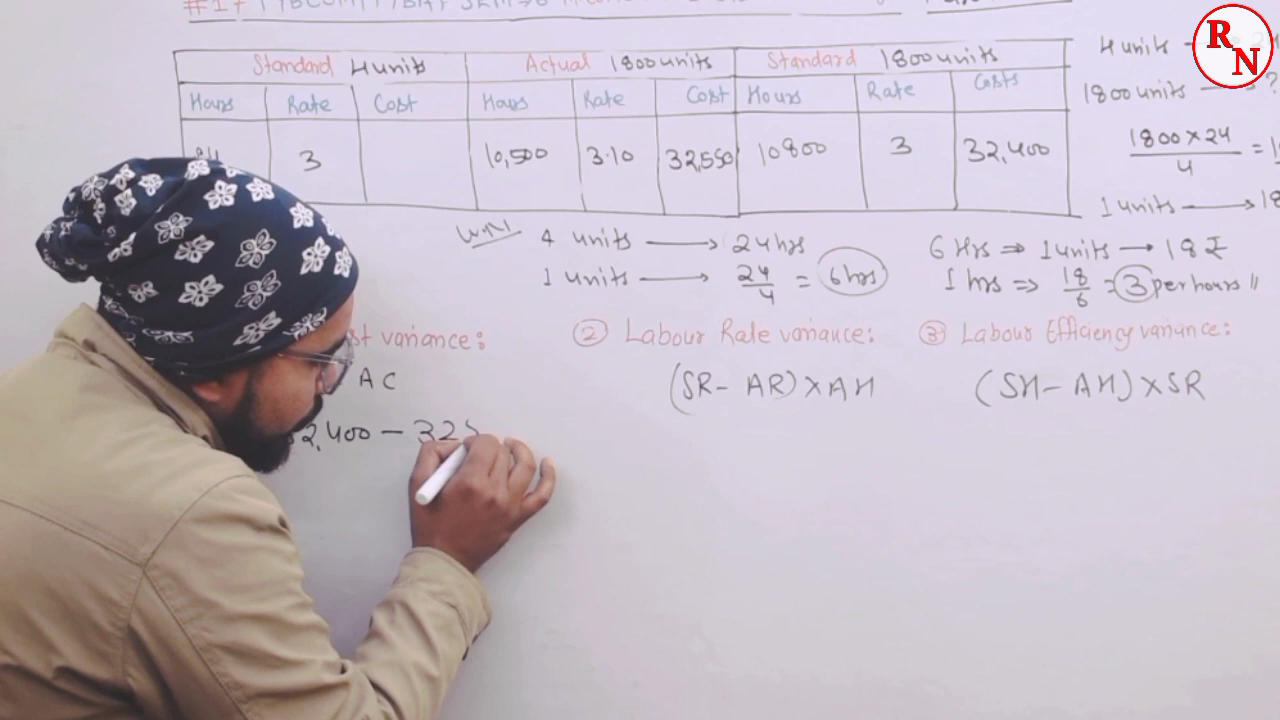 Standard 4 units Actual 1800 units Standard 1800 units
Hours Rate Cost Hours Rate Cost Hours Rate Costs
3 10,500 3.10 32,550 10800 3 32,400
4 units
1800 units ?
1800 × 24 / 4 =
1 units → 18
W.N.1
4 units → 24 hrs
1 units → 24/4 = 6 hrs
6 Hrs ⇒ 1 units → 18 ₹
1 hrs ⇒ 18/6 = 3 per hours //
variance:
AC
2,400 - 32
② Labour Rate variance:
(SR - AR) × AH
③ Labour Efficiency variance:
(SH - AH) × SR
RN